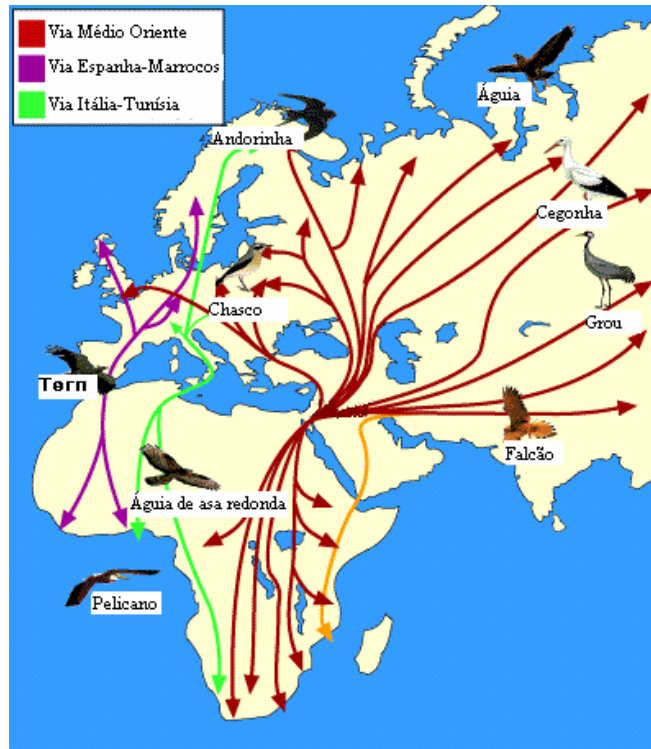 Via Médio Oriente
Via Espanha-Marrocos
Via Itália-Tunísia
Águia
Andorinha
Cegonha
Chasco
Grou
Tern
Falcão
Águia de asa redonda
Pelicano